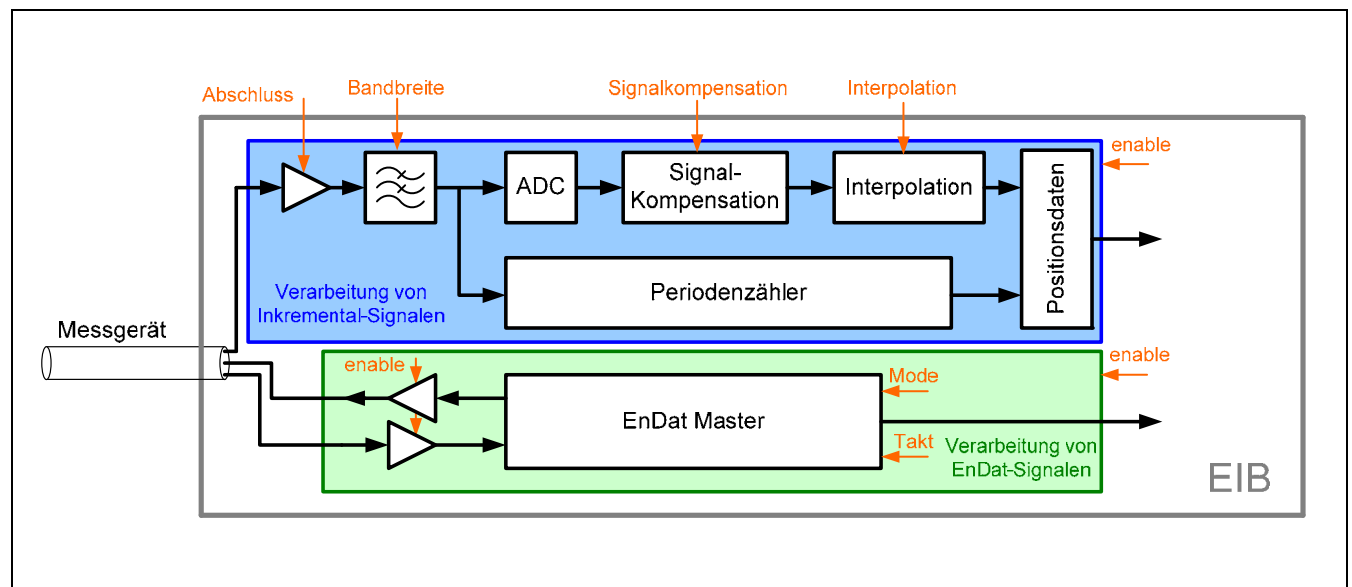 Abschluss
Bandbreite
Signalkompensation
Interpolation
enable
ADC
Signal-
Kompensation
Interpolation
Positionsdaten
Periodenzähler
Verarbeitung von
Inkremental-Signalen
Messgerät
enable
enable
Mode
EnDat Master
Takt
Verarbeitung von
EnDat-Signalen
EIB